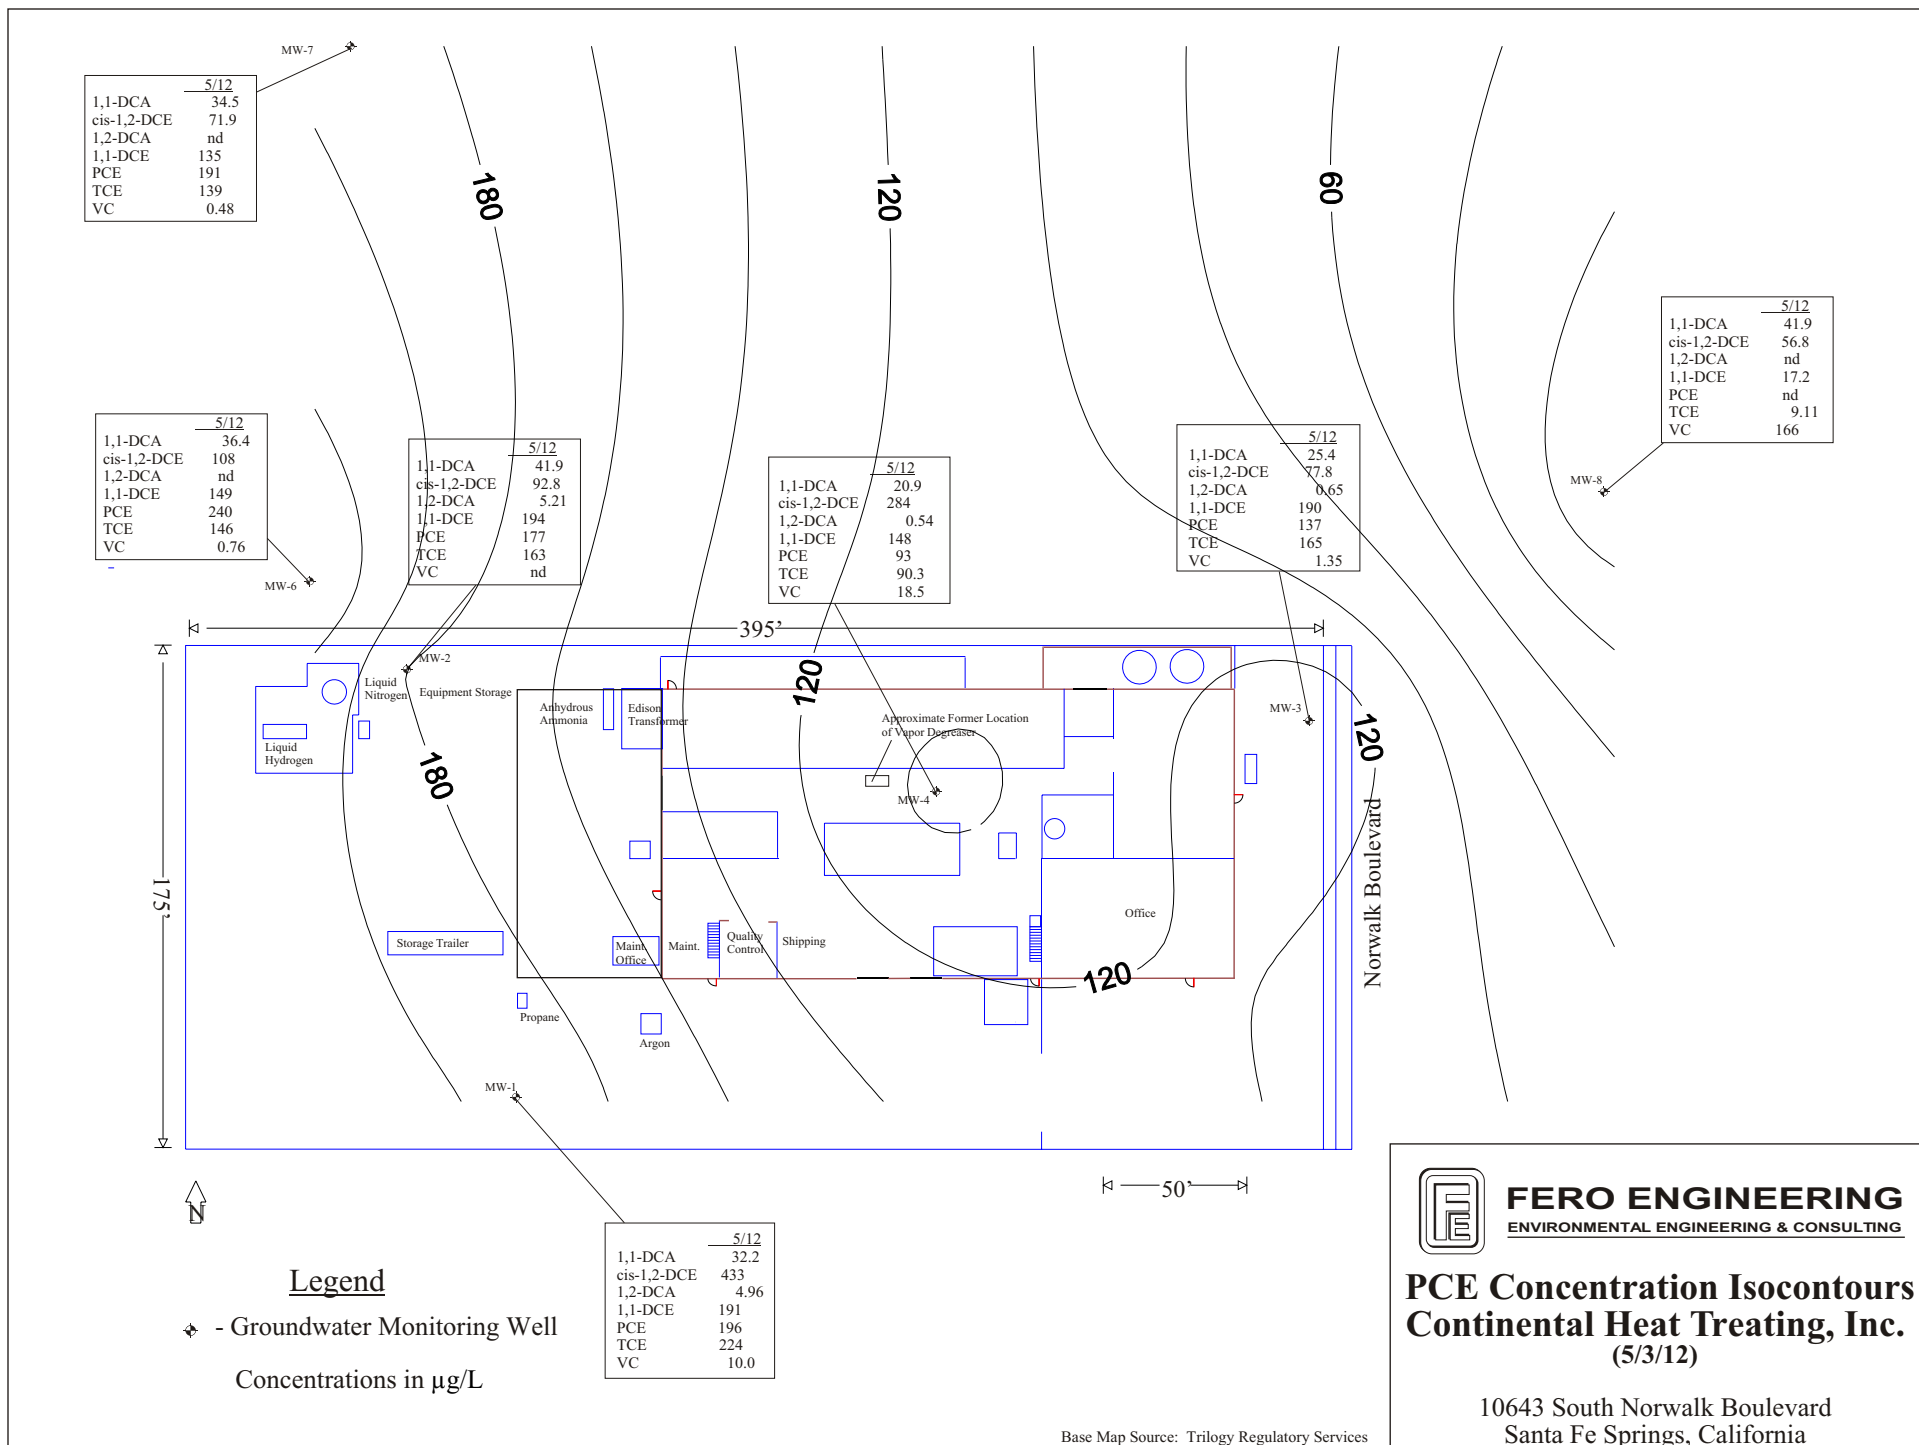 MW-7
5/12
1,1-DCA 34.5
cis-1,2-DCE 71.9
1,2-DCA nd
1,1-DCE 135
PCE 191
TCE 139
VC 0.48
180
120
60
5/12
1,1-DCA 41.9
cis-1,2-DCE 56.8
1,2-DCA nd
1,1-DCE 17.2
PCE nd
TCE 9.11
VC 166
MW-8
5/12
1,1-DCA 36.4
cis-1,2-DCE 108
1,2-DCA nd
1,1-DCE 149
PCE 240
TCE 146
VC 0.76
MW-6
5/12
1,1-DCA 41.9
cis-1,2-DCE 92.8
1,2-DCA 5.21
1,1-DCE 194
PCE 177
TCE 163
VC nd
5/12
1,1-DCA 20.9
cis-1,2-DCE 284
1,2-DCA 0.54
1,1-DCE 148
PCE 93
TCE 90.3
VC 18.5
5/12
1,1-DCA 25.4
cis-1,2-DCE 77.8
1,2-DCA 0.65
1,1-DCE 190
PCE 137
TCE 165
VC 1.35
395'
MW-2
Liquid
Nitrogen
Equipment Storage
Anhydrous
Ammonia
Edison
Transformer
120
Approximate Former Location
of Vapor Degreaser
MW-3
120
Liquid
Hydrogen
180
MW-4
175'
Norwalk Boulevard
Storage Trailer
Maint.
Office
Maint.
Quality
Control
Shipping
Office
120
Propane
Argon
MW-1
50'
N
5/12
1,1-DCA 32.2
cis-1,2-DCE 433
1,2-DCA 4.96
1,1-DCE 191
PCE 196
TCE 224
VC 10.0
Legend
- Groundwater Monitoring Well
Concentrations in µg/L
FE
FERO ENGINEERING
ENVIRONMENTAL ENGINEERING & CONSULTING
PCE Concentration Isocontours
Continental Heat Treating, Inc.
(5/3/12)
10643 South Norwalk Boulevard
Santa Fe Springs, California
Base Map Source: Trilogy Regulatory Services